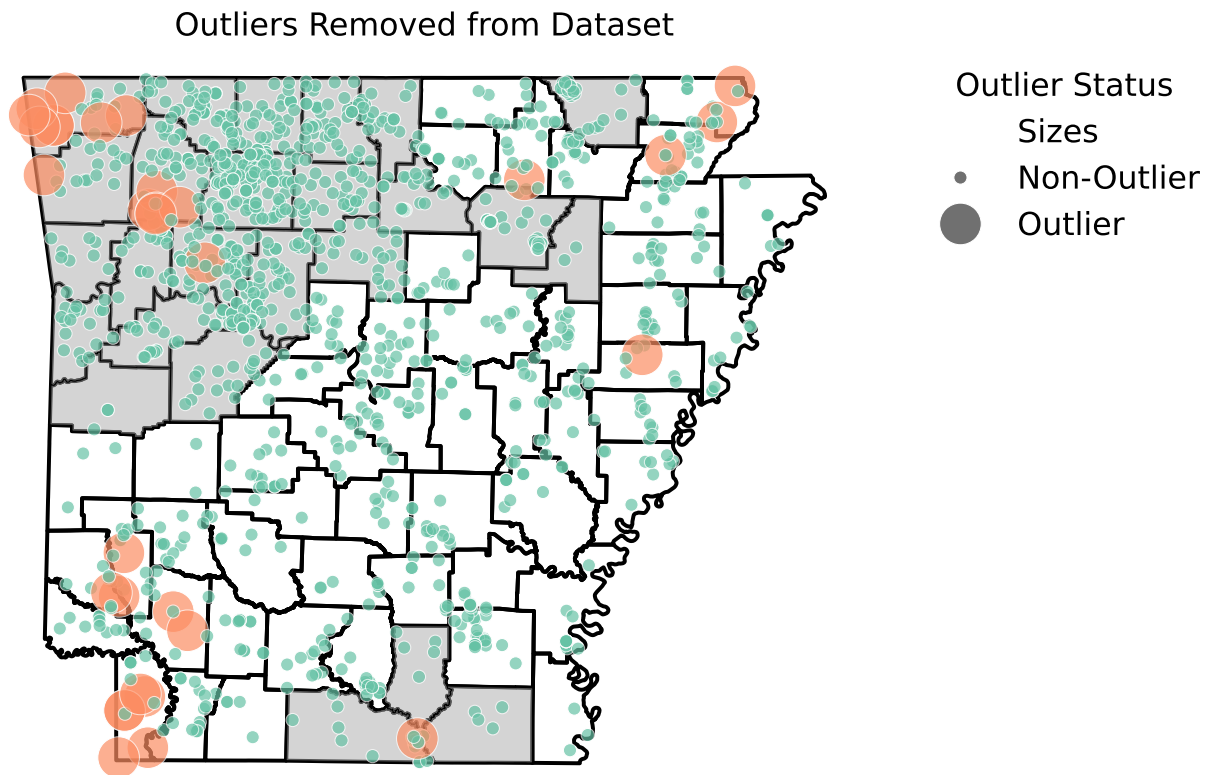 Outliers Removed from Dataset
Outlier Status
Sizes
Non-Outlier
Outlier